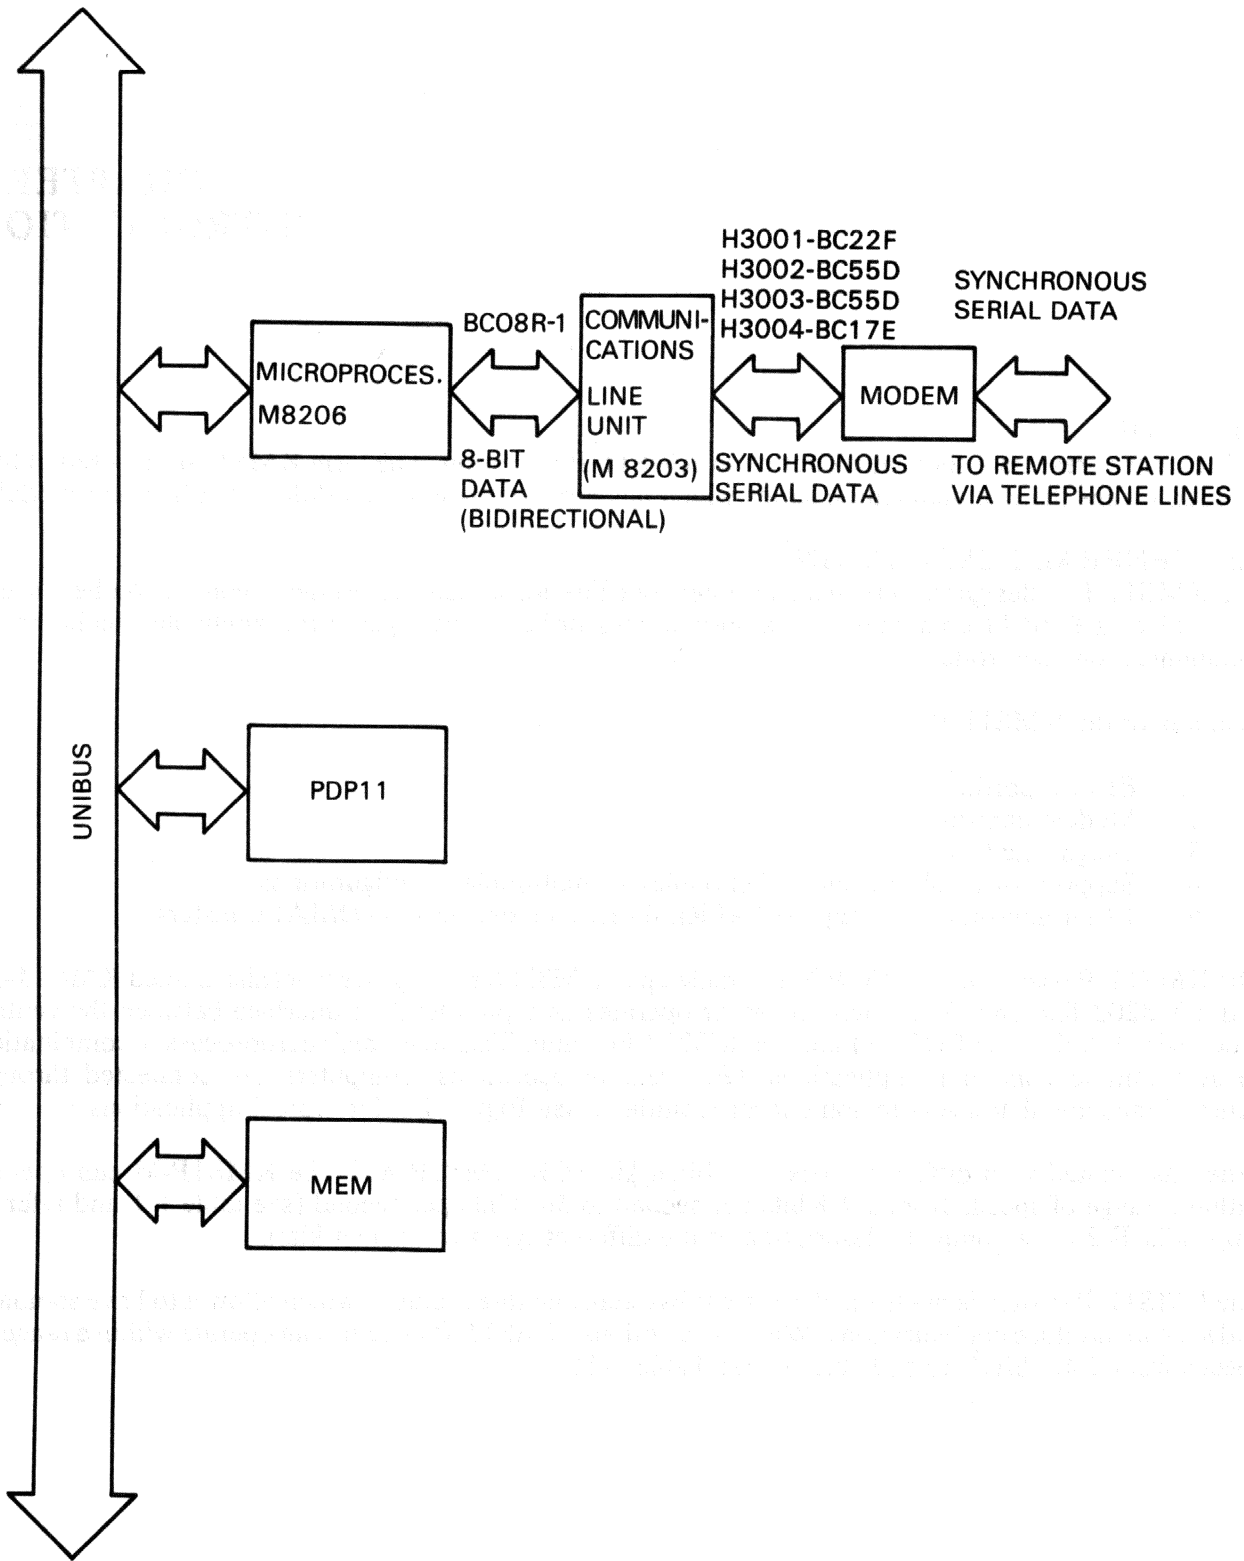 H3001-BC22F
H3002-BC55D
H3003-BC55D
H3004-BC17E
SYNCHRONOUS
SERIAL DATA
BC08R-1
COMMUNI-
CATIONS
LINE
UNIT
(M 8203)
MICROPROCES.
M8206
MODEM
8-BIT
DATA
(BIDIRECTIONAL)
SYNCHRONOUS
SERIAL DATA
TO REMOTE STATION
VIA TELEPHONE LINES
UNIBUS
PDP11
MEM